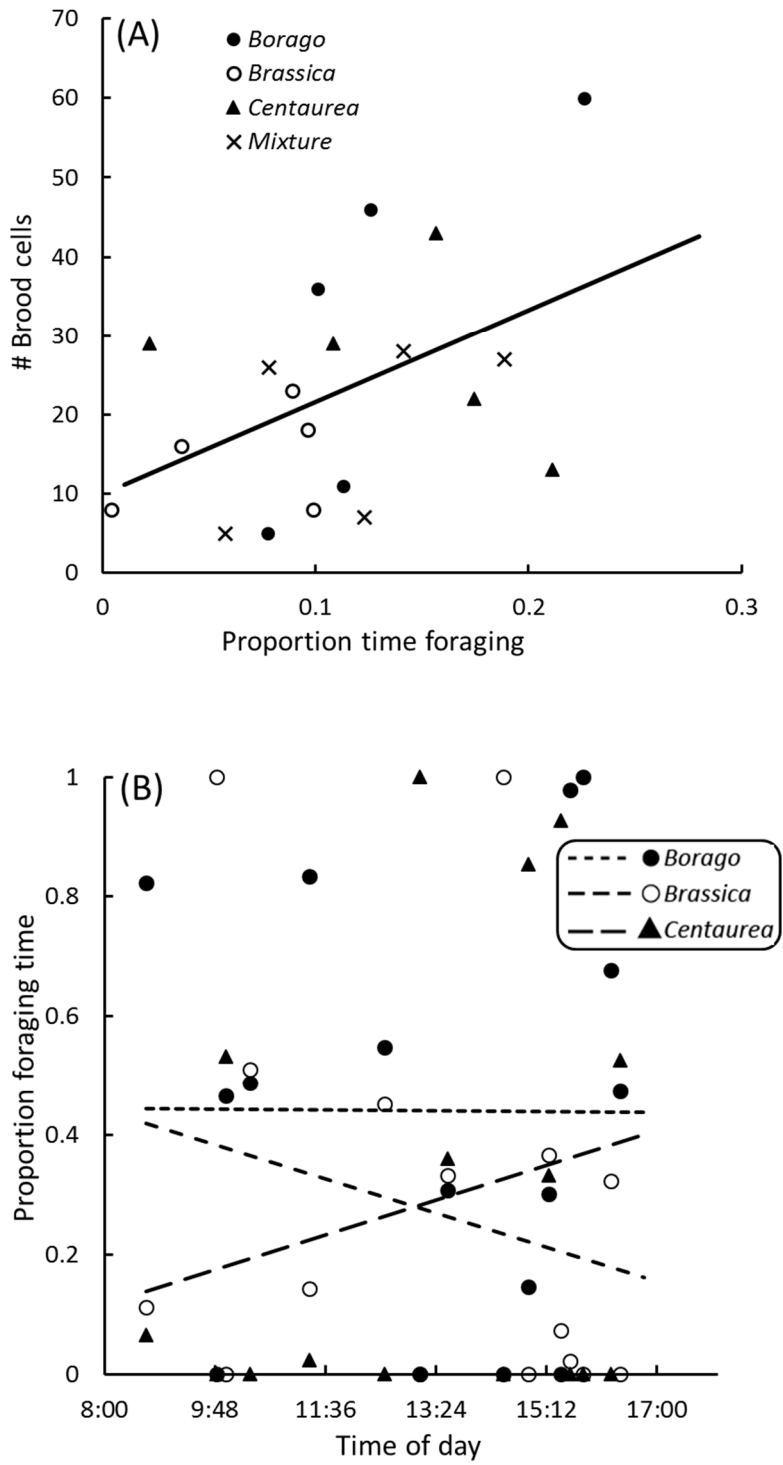 (A)
Borago
Brassica
Centaurea
Mixture
70
60
50
40
30
20
10
0
# Brood cells
0 0.1 0.2 0.3
Proportion time foraging
(B)
1
0.8
0.6
0.4
0.2
0
Proportion foraging time
Borago
Brassica
Centaurea
8:00 9:48 11:36 13:24 15:12 17:00
Time of day